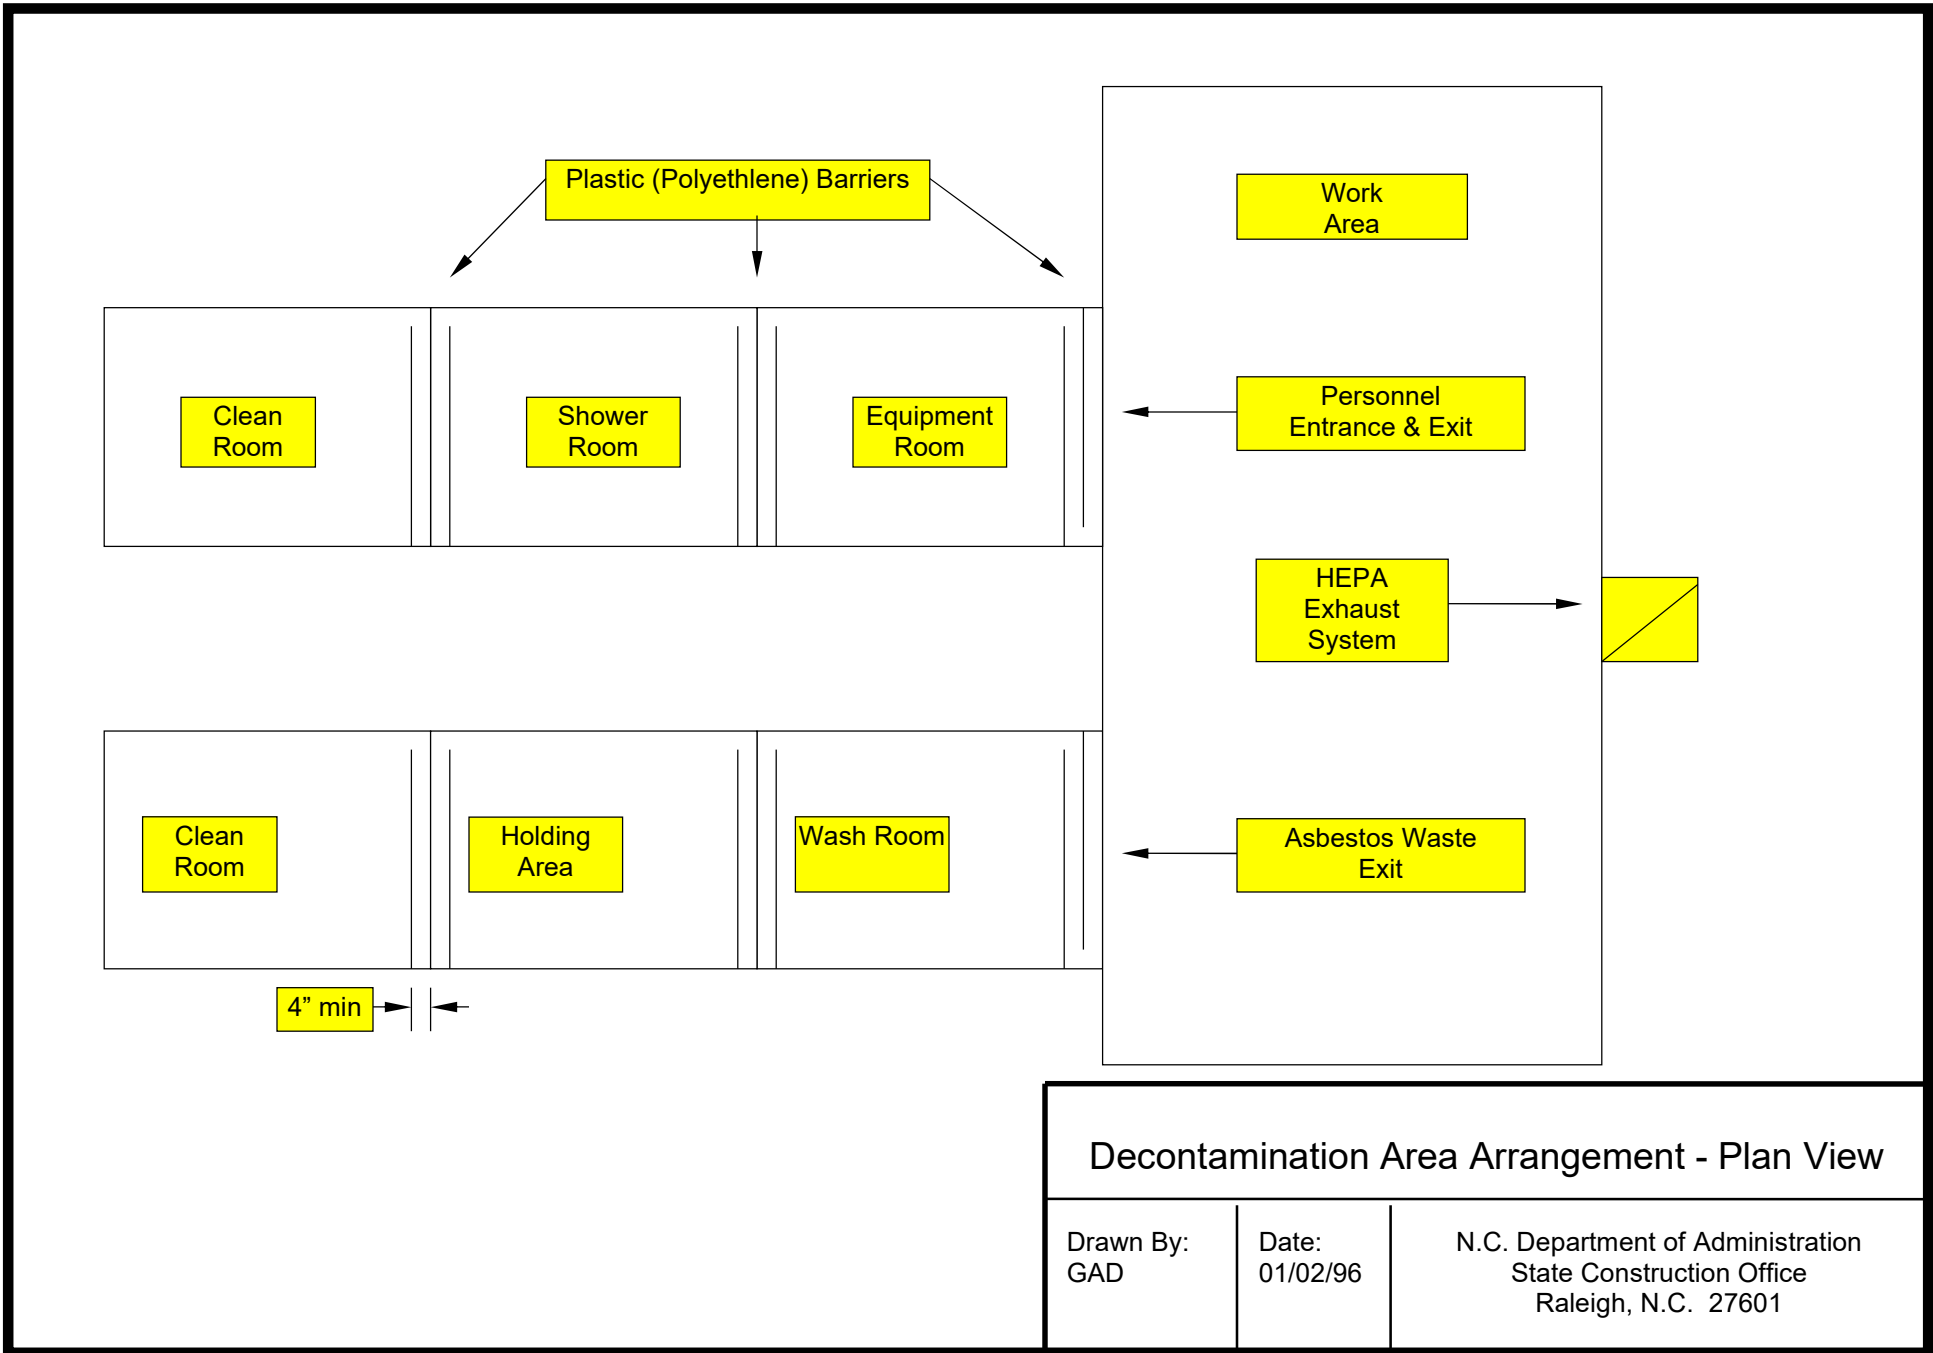 Plastic (Polyethlene) Barriers
Work
Area
Clean
Room
Shower
Room
Equipment
Room
Personnel
Entrance & Exit
HEPA
Exhaust
System
Clean
Room
Holding
Area
Wash Room
Asbestos Waste
Exit
4” min
Decontamination Area Arrangement - Plan View
Drawn By:
GAD
Date:
01/02/96
N.C. Department of Administration
State Construction Office
Raleigh, N.C.  27601